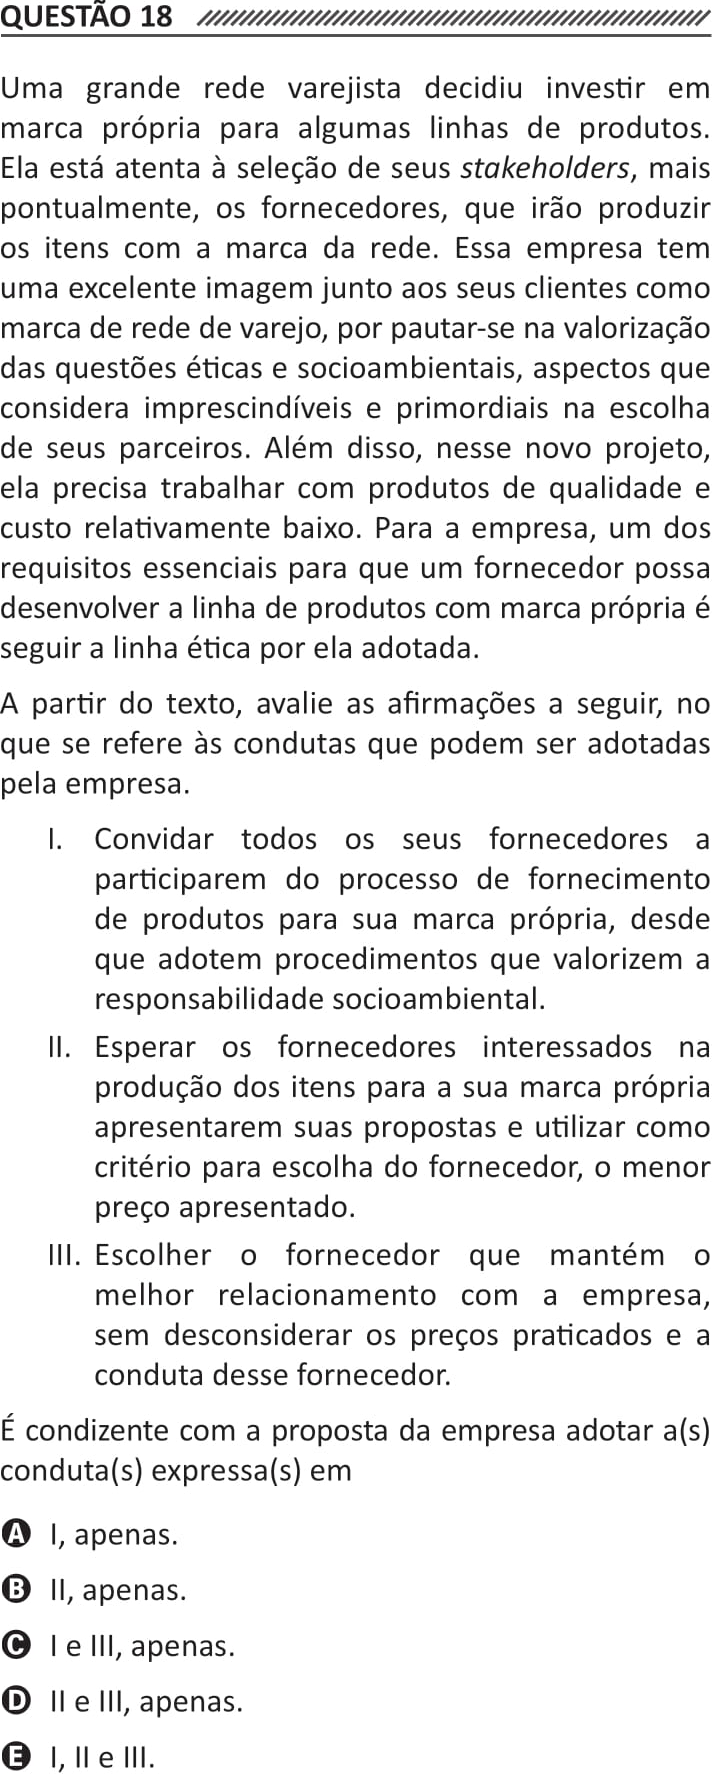 QUESTÃO 18
Uma grande rede varejista decidiu investir em
marca própria para algumas linhas de produtos.
Ela está atenta à seleção de seus stakeholders, mais
pontualmente, os fornecedores, que irão produzir
os itens com a marca da rede. Essa empresa tem
uma excelente imagem junto aos seus clientes como
marca de rede de varejo, por pautar-se na valorização
das questões éticas e socioambientais, aspectos que
considera imprescindíveis e primordiais na escolha
de seus parceiros. Além disso, nesse novo projeto,
ela precisa trabalhar com produtos de qualidade e
custo relativamente baixo. Para a empresa, um dos
requisitos essenciais para que um fornecedor possa
desenvolver a linha de produtos com marca própria é
seguir a linha ética por ela adotada.
A partir do texto, avalie as afirmações a seguir, no
que se refere às condutas que podem ser adotadas
pela empresa.
I. Convidar todos os seus fornecedores a
participarem do processo de fornecimento
de produtos para sua marca própria, desde
que adotem procedimentos que valorizem a
responsabilidade socioambiental.
II. Esperar os fornecedores interessados na
produção dos itens para a sua marca própria
apresentarem suas propostas e utilizar como
critério para escolha do fornecedor, o menor
preço apresentado.
III. Escolher o fornecedor que mantém o
melhor relacionamento com a empresa,
sem desconsiderar os preços praticados e a
conduta desse fornecedor.
É condizente com a proposta da empresa adotar a(s)
conduta(s) expressa(s) em
A I, apenas.
B II, apenas.
C I e III, apenas.
D II e III, apenas.
E I, II e III.